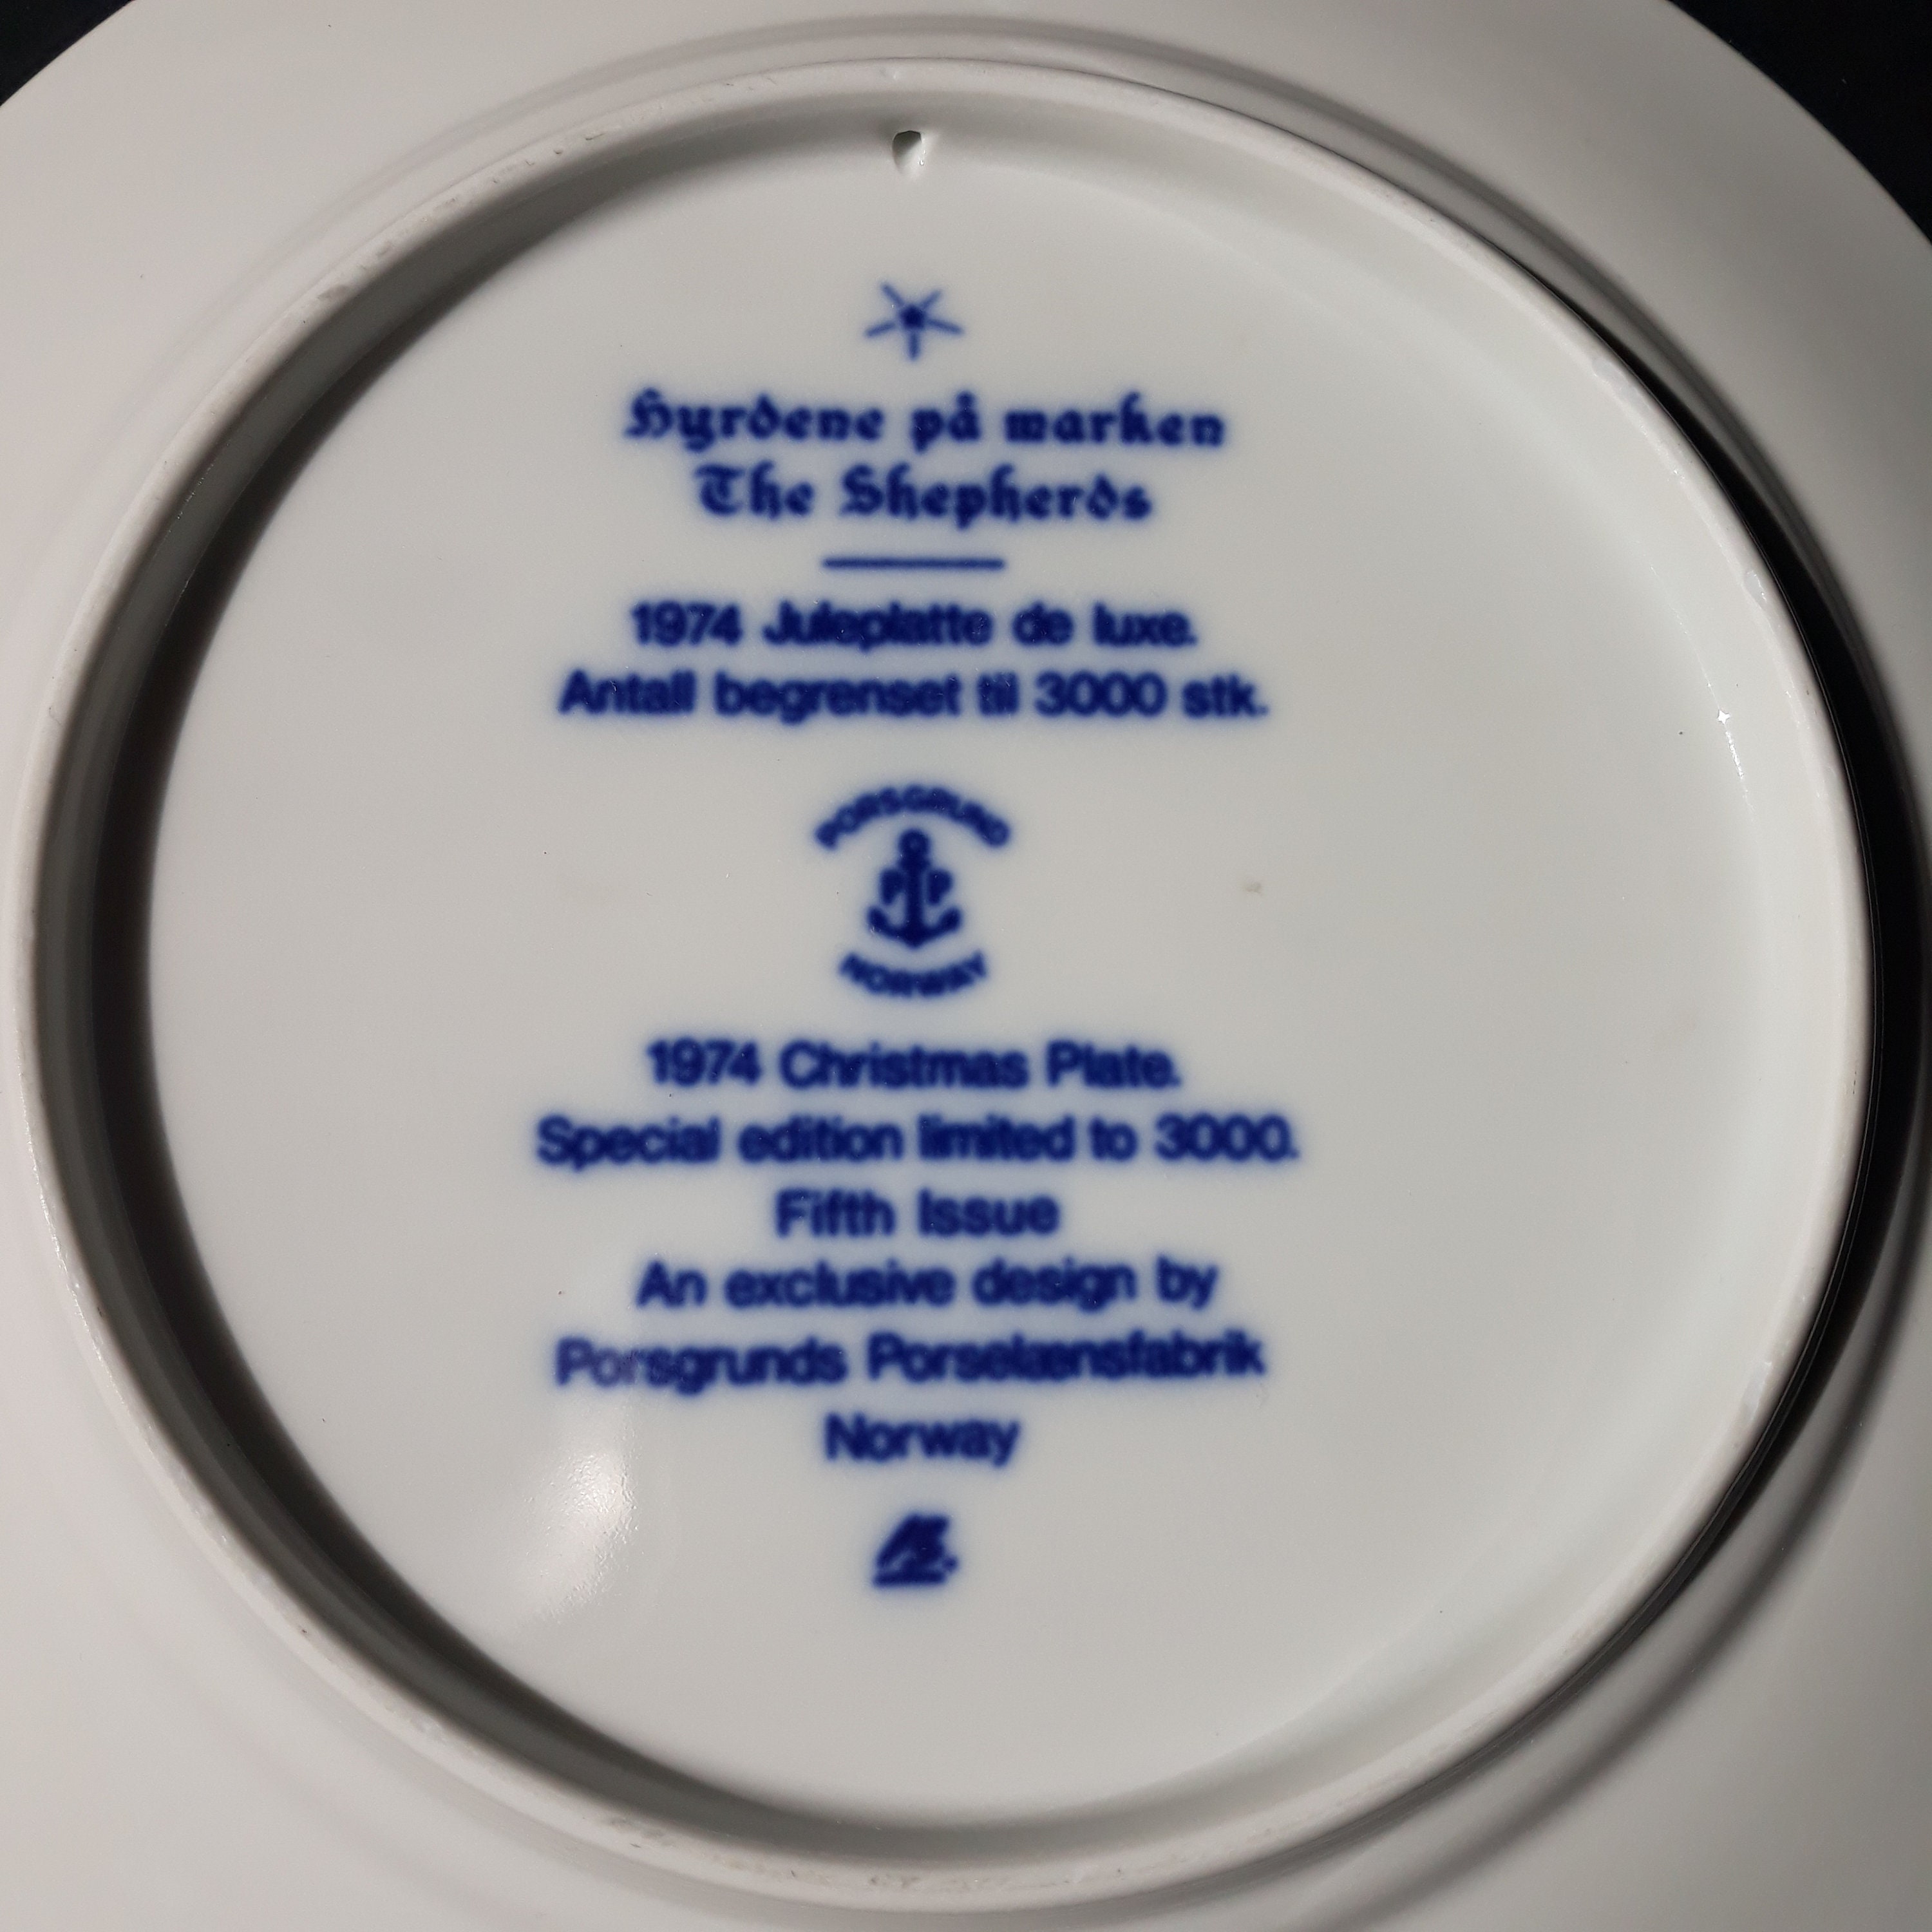 Hyrdene på marken
The Shepherds
1974 Juleplatte de luxe.
Antall begrenset til 3000 stk.
PORSGRUND
P P
NORWAY
1974 Christmas Plate.
Special edition limited to 3000.
Fifth Issue
An exclusive design by
Porsgrunds Porselænsfabrik
Norway